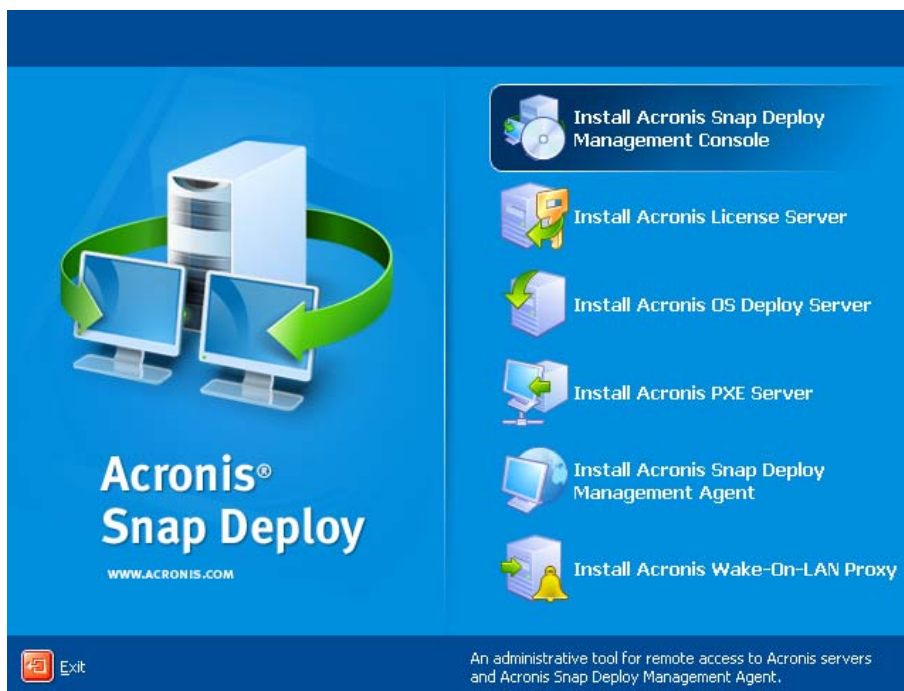 Acronis®
Snap Deploy
WWW.ACRONIS.COM
Install Acronis Snap Deploy
Management Console
Install Acronis License Server
Install Acronis OS Deploy Server
Install Acronis PXE Server
Install Acronis Snap Deploy
Management Agent
Install Acronis Wake-On-LAN Proxy
Exit
An administrative tool for remote access to Acronis servers
and Acronis Snap Deploy Management Agent.